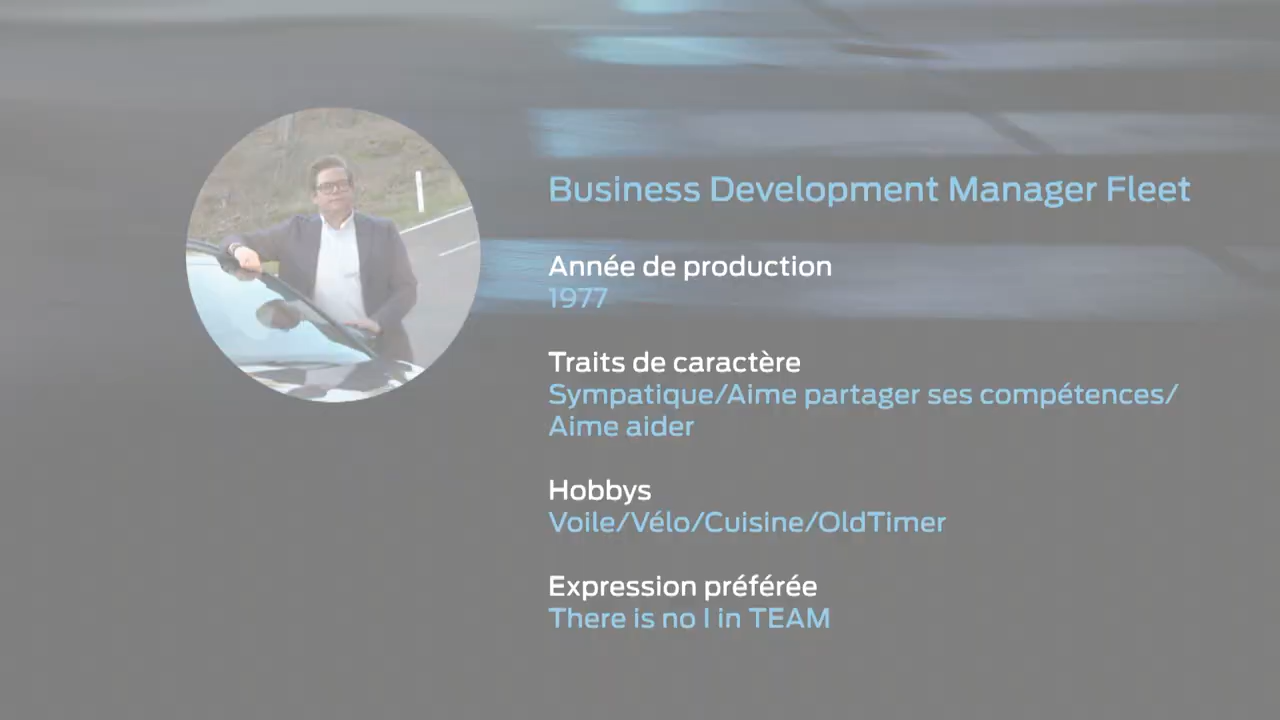 Business Development Manager Fleet
Année de production
1977
Traits de caractère
Sympatique/Aime partager ses compétences/
Aime aider
Hobbys
Voile/Vélo/Cuisine/OldTimer
Expression préférée
There is no I in TEAM